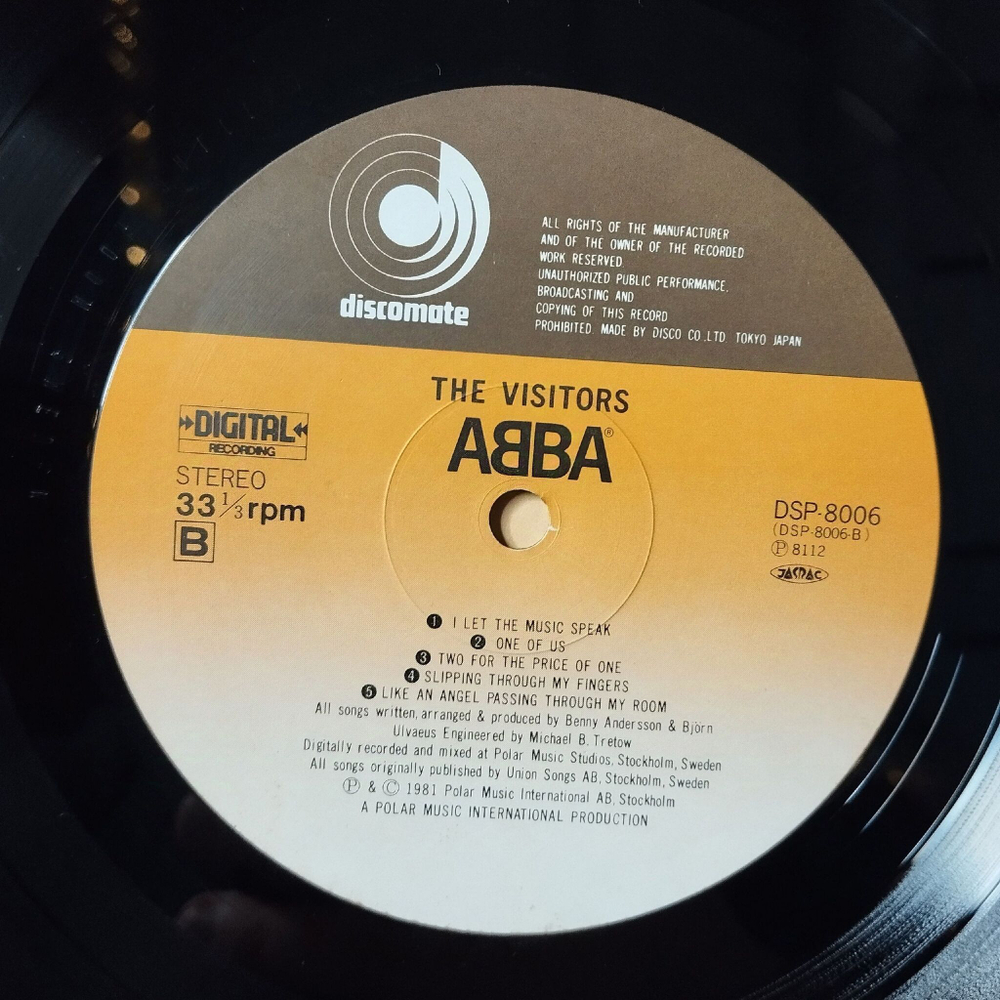 discomate
ALL RIGHTS OF THE MANUFACTURER
AND OF THE OWNER OF THE RECORDED
WORK RESERVED.
UNAUTHORIZED PUBLIC PERFORMANCE,
BROADCASTING AND
COPYING OF THIS RECORD
PROHIBITED. MADE BY DISCO CO.,LTD. TOKYO JAPAN
THE VISITORS
ABBA®
DIGITAL
RECORDING
STEREO
33 1/3 rpm
B
DSP-8006
(DSP-8006-B)
Ⓟ 8112
JASRAC
❶ I LET THE MUSIC SPEAK
❷ ONE OF US
❸ TWO FOR THE PRICE OF ONE
❹ SLIPPING THROUGH MY FINGERS
❺ LIKE AN ANGEL PASSING THROUGH MY ROOM
All songs written, arranged & produced by Benny Andersson & Björn
Ulvaeus Engineered by Michael B. Tretow
Digitally recorded and mixed at Polar Music Studios, Stockholm, Sweden
All songs originally published by Union Songs AB, Stockholm, Sweden
Ⓟ & Ⓒ 1981 Polar Music International AB, Stockholm
A POLAR MUSIC INTERNATIONAL PRODUCTION